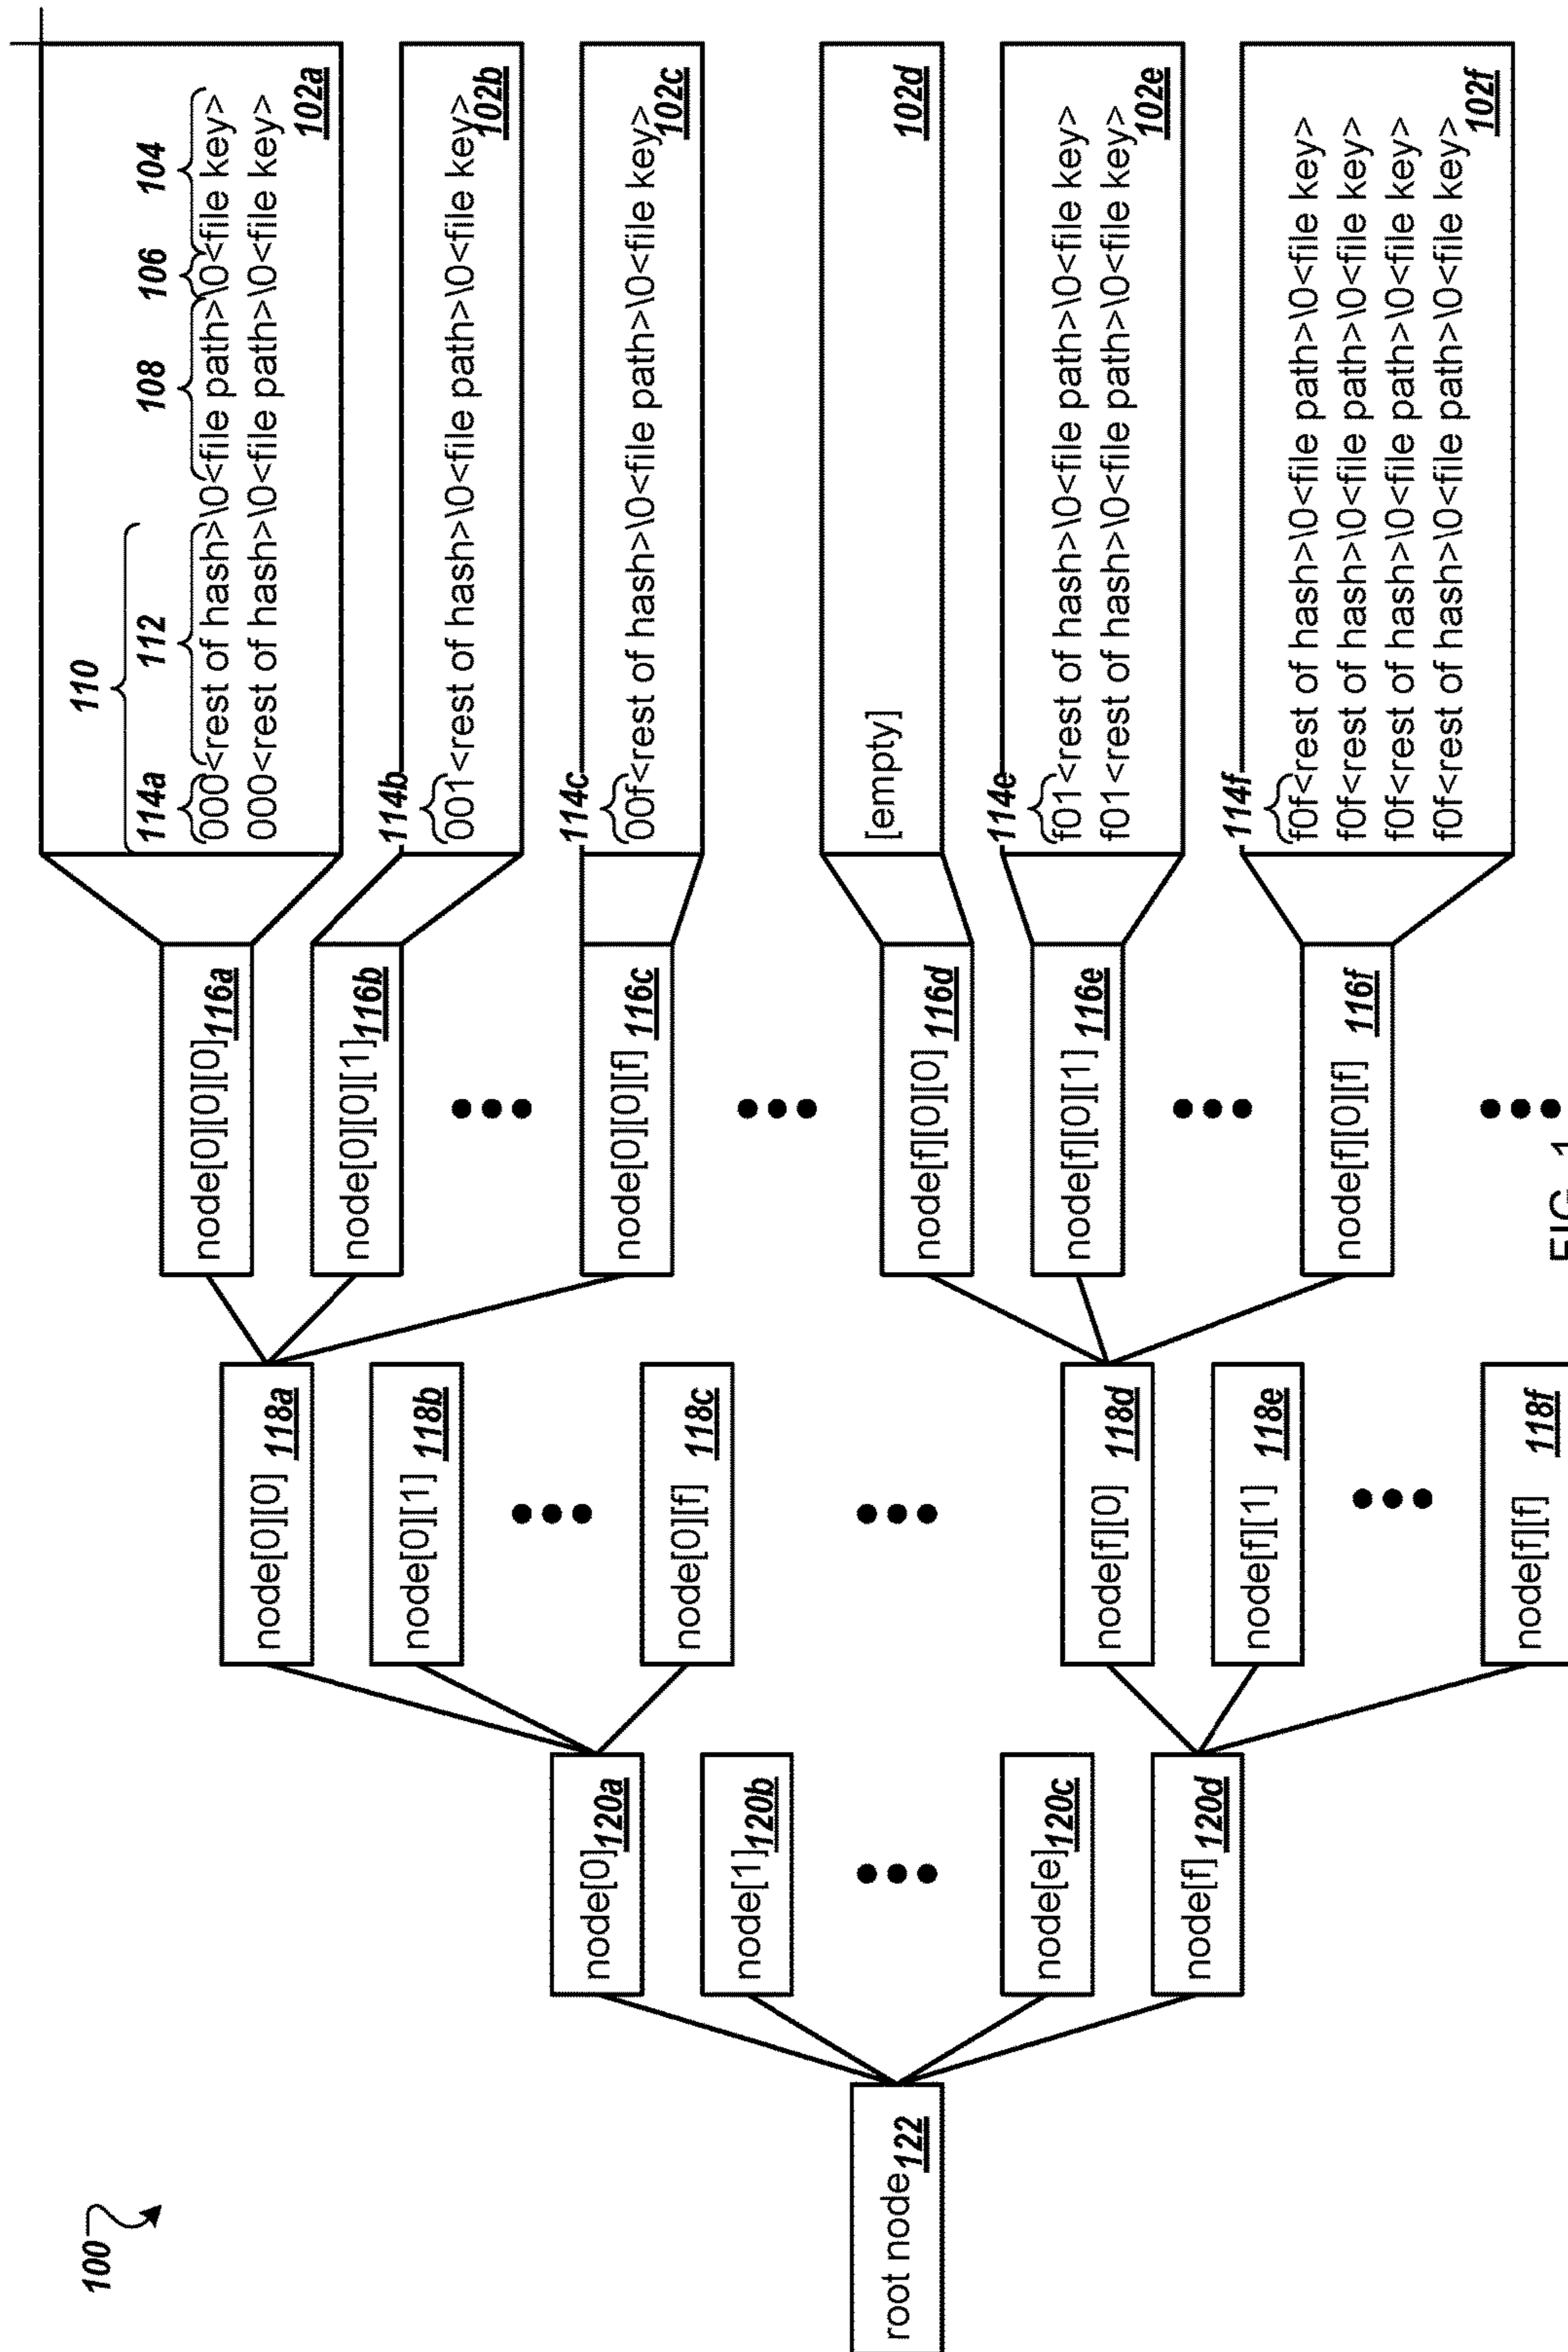 100
110
114a 112 108 106 104
000<rest of hash>\0<file path>\0<file key>
000<rest of hash>\0<file path>\0<file key>
102a
node[0][0][0] 116a
114b
001<rest of hash>\0<file path>\0<file key>
102b
node[0][0][1] 116b
114c
00f<rest of hash>\0<file path>\0<file key>
102c
node[0][0][f] 116c
[empty]
102d
node[f][0][0] 116d
114e
f01<rest of hash>\0<file path>\0<file key>
f01<rest of hash>\0<file path>\0<file key>
102e
node[f][0][1] 116e
114f
f0f<rest of hash>\0<file path>\0<file key>
f0f<rest of hash>\0<file path>\0<file key>
f0f<rest of hash>\0<file path>\0<file key>
f0f<rest of hash>\0<file path>\0<file key>
102f
node[f][0][f] 116f
node[0][0] 118a
node[0][1] 118b
node[0][f] 118c
node[f][0] 118d
node[f][1] 118e
node[f][f] 118f
node[0] 120a
node[1] 120b
node[e] 120c
node[f] 120d
root node 122
FIG. 1